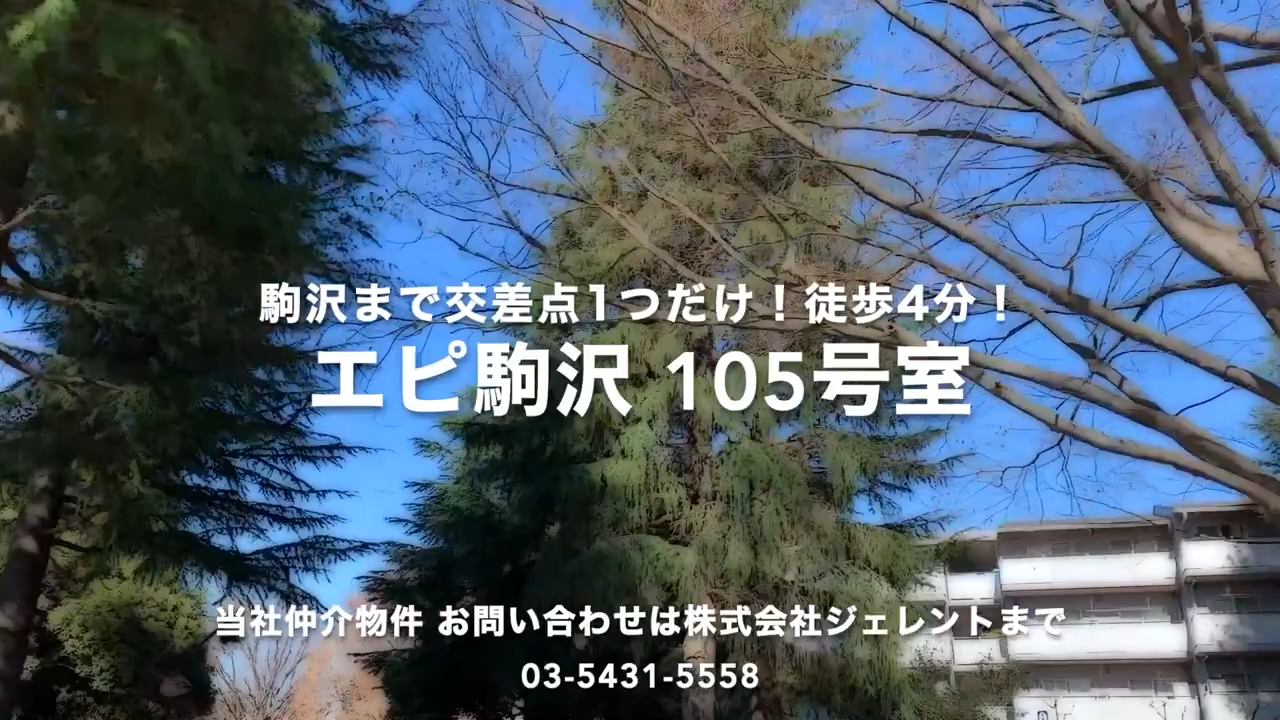 駒沢まで交差点1つだけ！徒歩4分！
エピ駒沢 105号室
当社仲介物件 お問い合わせは株式会社ジェレントまで
03-5431-5558